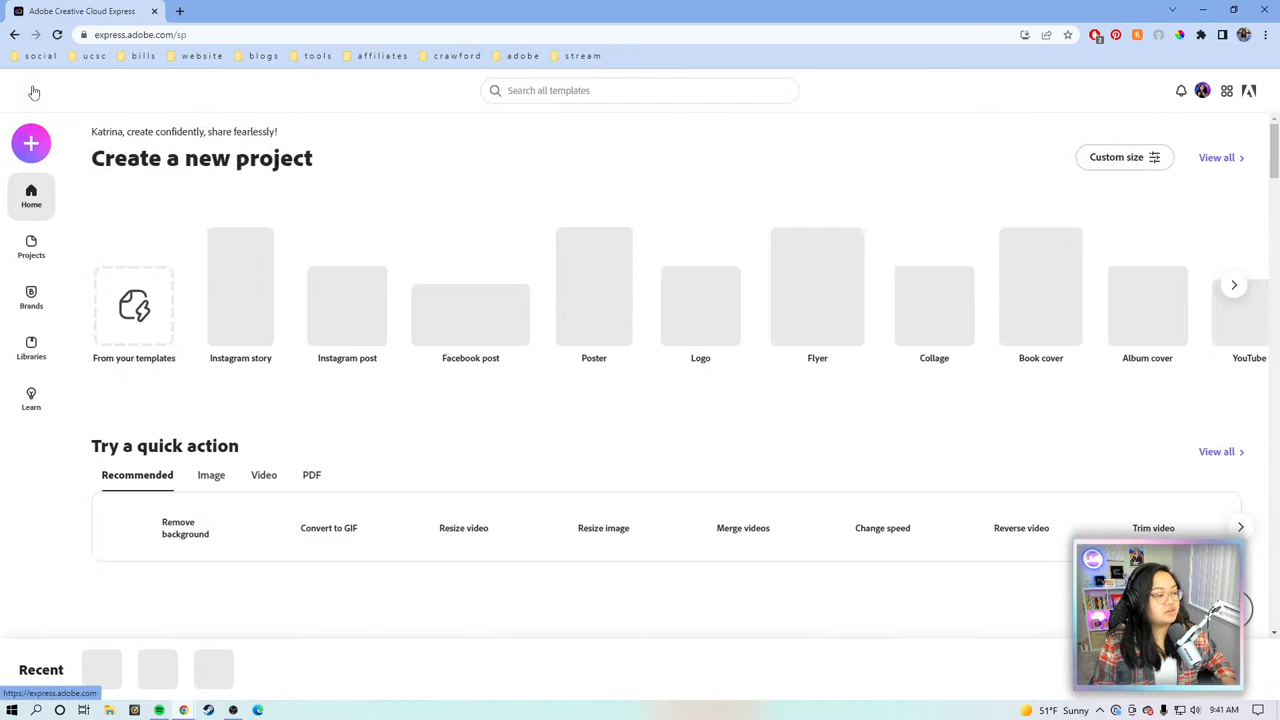 Adobe Creative Cloud Express
express.adobe.com/sp
3
social
ucsc
bills
website
blogs
tools
affiliates
crawford
adobe
stream
Search all templates
Katrina, create confidently, share fearlessly!
Create a new project
Custom size
View all
Home
Projects
Brands
Libraries
Learn
From your templates
Instagram story
Instagram post
Facebook post
Poster
Logo
Flyer
Collage
Book cover
Album cover
YouTube
Try a quick action
View all
Recommended
Image
Video
PDF
Remove
background
Convert to GIF
Resize video
Resize image
Merge videos
Change speed
Reverse video
Trim video
Recent
https://express.adobe.com
51°F Sunny
9:41 AM